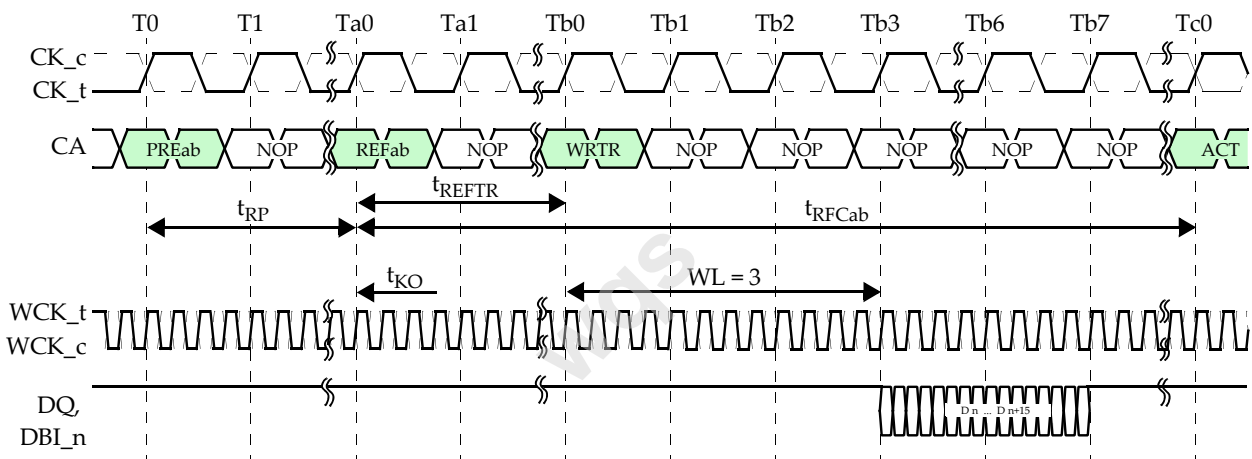 T0 T1 Ta0 Ta1 Tb0 Tb1 Tb2 Tb3 Tb6 Tb7 Tc0
CK_c
CK_t
CA PREab NOP REFab NOP WRTR NOP NOP NOP NOP NOP ACT
tREFTR
tRP tRFCab
tKO WL = 3
WCK_t
WCK_c
DQ,
DBI_n
D n ... D n+15
wqs